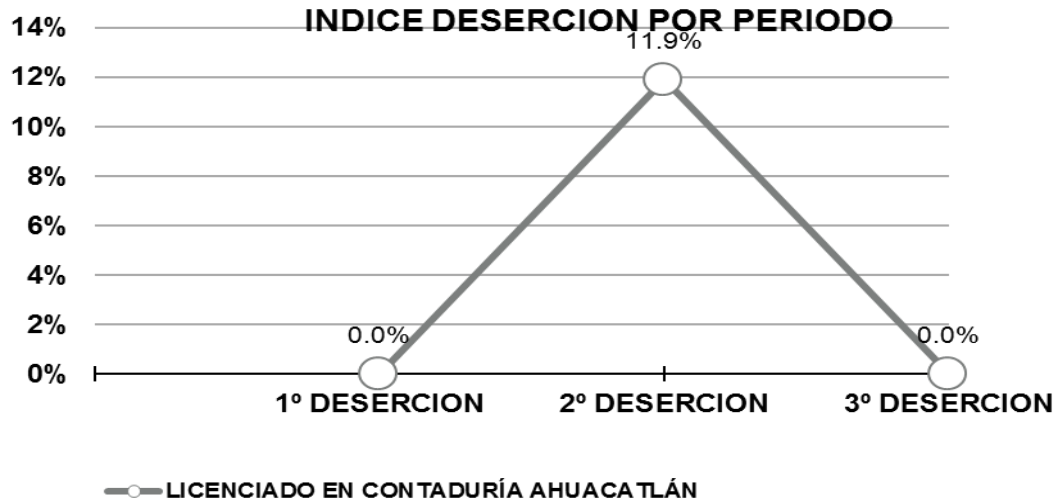 INDICE DESERCION POR PERIODO
14%
12%
10%
8%
6%
4%
2%
0%
11.9%
0.0%
0.0%
1º DESERCION
2º DESERCION
3º DESERCION
LICENCIADO EN CONTADURÍA AHUACATLÁN